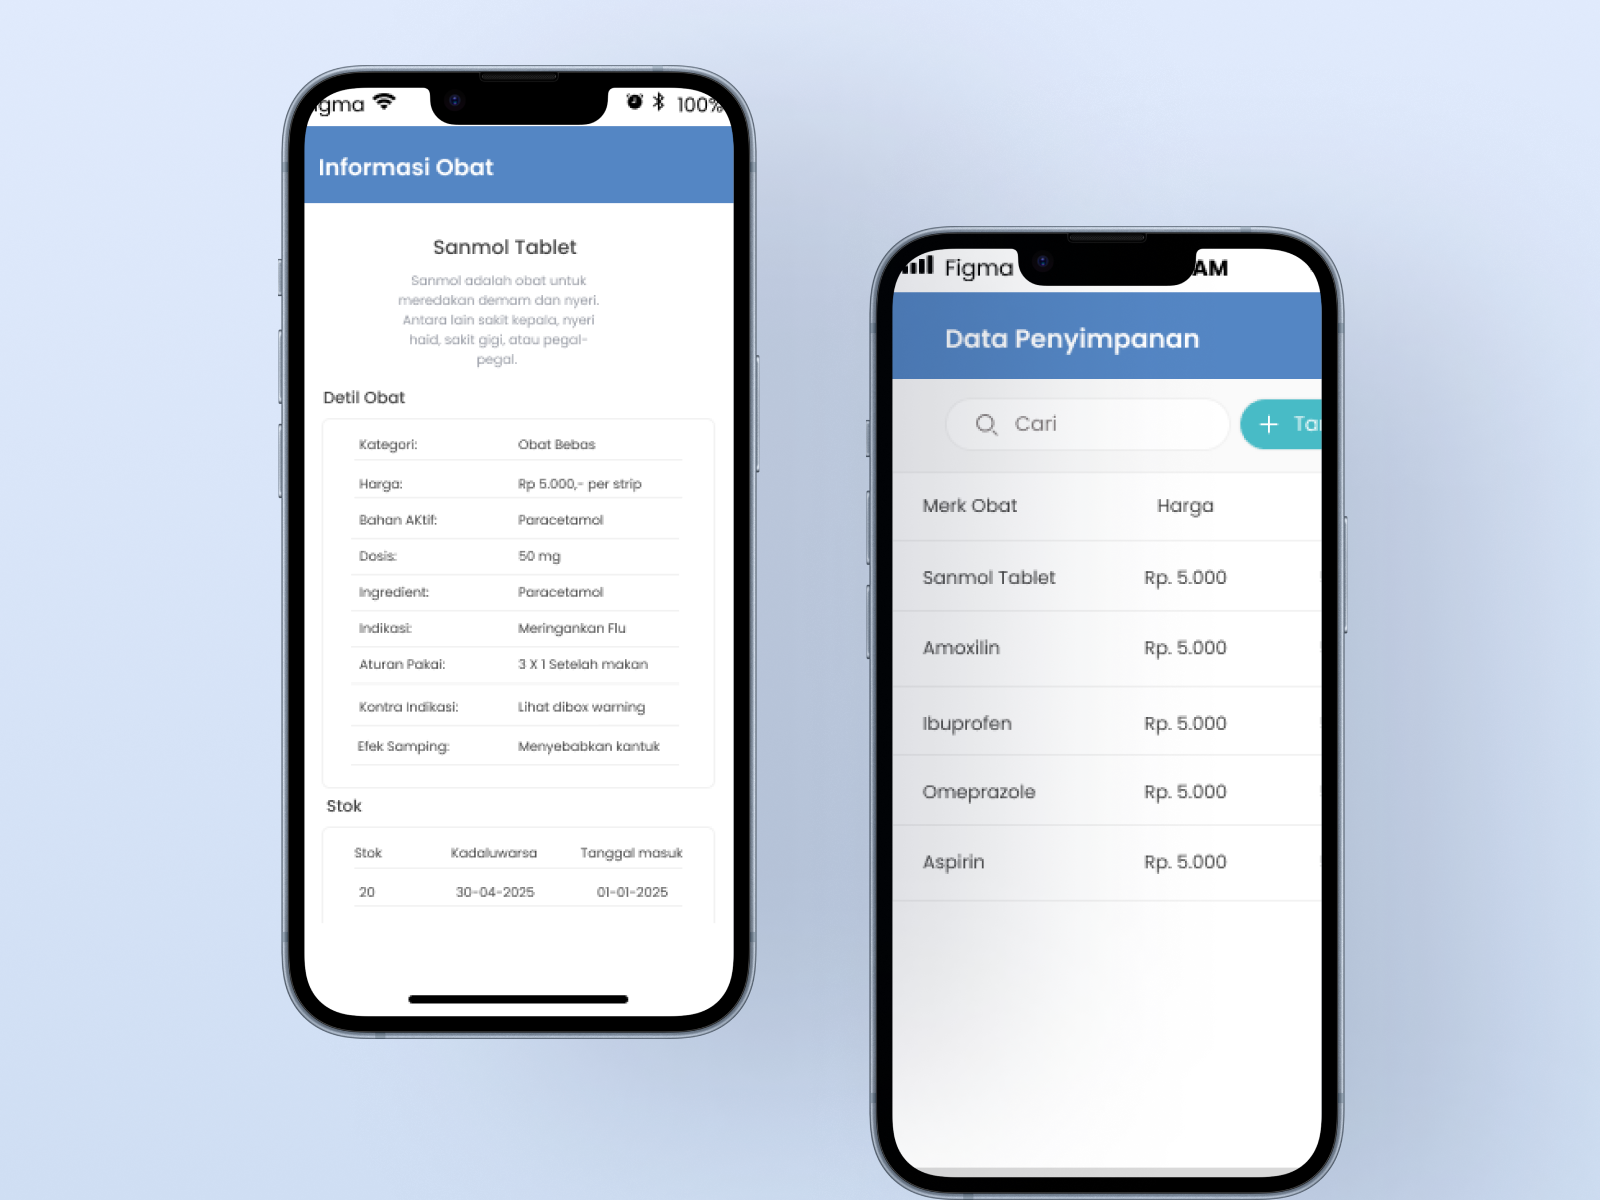 igma 100%
Informasi Obat
Sanmol Tablet
Sanmol adalah obat untuk
meredakan demam dan nyeri.
Antara lain sakit kepala, nyeri
haid, sakit gigi, atau pegal-
pegal.
Detil Obat
Kategori: Obat Bebas
Harga: Rp 5.000,- per strip
Bahan AKtif: Paracetamol
Dosis: 50 mg
Ingredient: Paracetamol
Indikasi: Meringankan Flu
Aturan Pakai: 3 X 1 Setelah makan
Kontra Indikasi: Lihat dibox warning
Efek Samping: Menyebabkan kantuk
Stok
Stok Kadaluwarsa Tanggal masuk
20 30-04-2025 01-01-2025
Figma AM
Data Penyimpanan
Cari + Ta
Merk Obat Harga
Sanmol Tablet Rp. 5.000
Amoxilin Rp. 5.000
Ibuprofen Rp. 5.000
Omeprazole Rp. 5.000
Aspirin Rp. 5.000